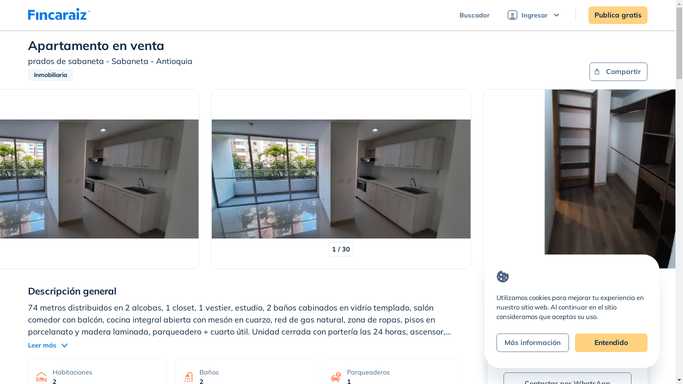 Fincaraiz
Buscador
Ingresar
Publica gratis
Apartamento en venta
prados de sabaneta - Sabaneta - Antioquia
Inmobiliaria
Compartir
1 / 30
Descripción general
74 metros distribuidos en 2 alcobas, 1 closet, 1 vestier, estudio, 2 baños cabinados en vidrio templado, salón
comedor con balcón, cocina integral abierta con mesón en cuarzo, red de gas natural, zona de ropas, pisos en
porcelanato y madera laminada, parqueadero + cuarto útil. Unidad cerrada con portería las 24 horas, ascensor,...
Leer más
Habitaciones
2
Baños
2
Parqueaderos
1
Utilizamos cookies para mejorar tu experiencia en
nuestro sitio web. Al continuar en el sitio
consideramos que aceptas su uso.
Más información
Entendido
Contactar por WhatsApp